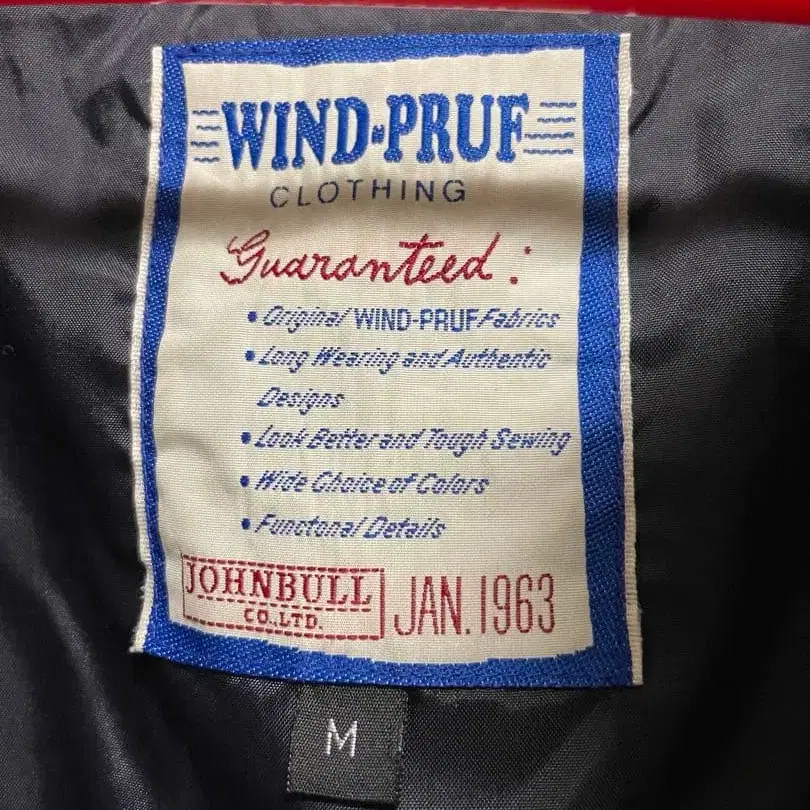 WIND-PRUF
CLOTHING
Guaranteed:
• Original WIND-PRUF Fabrics
• Long Wearing and Authentic
Designs
• Look Better and Tough Sewing
• Wide Choice of Colors
• Functonal Details
JOHNBULL
CO.,LTD.
JAN.1963
M